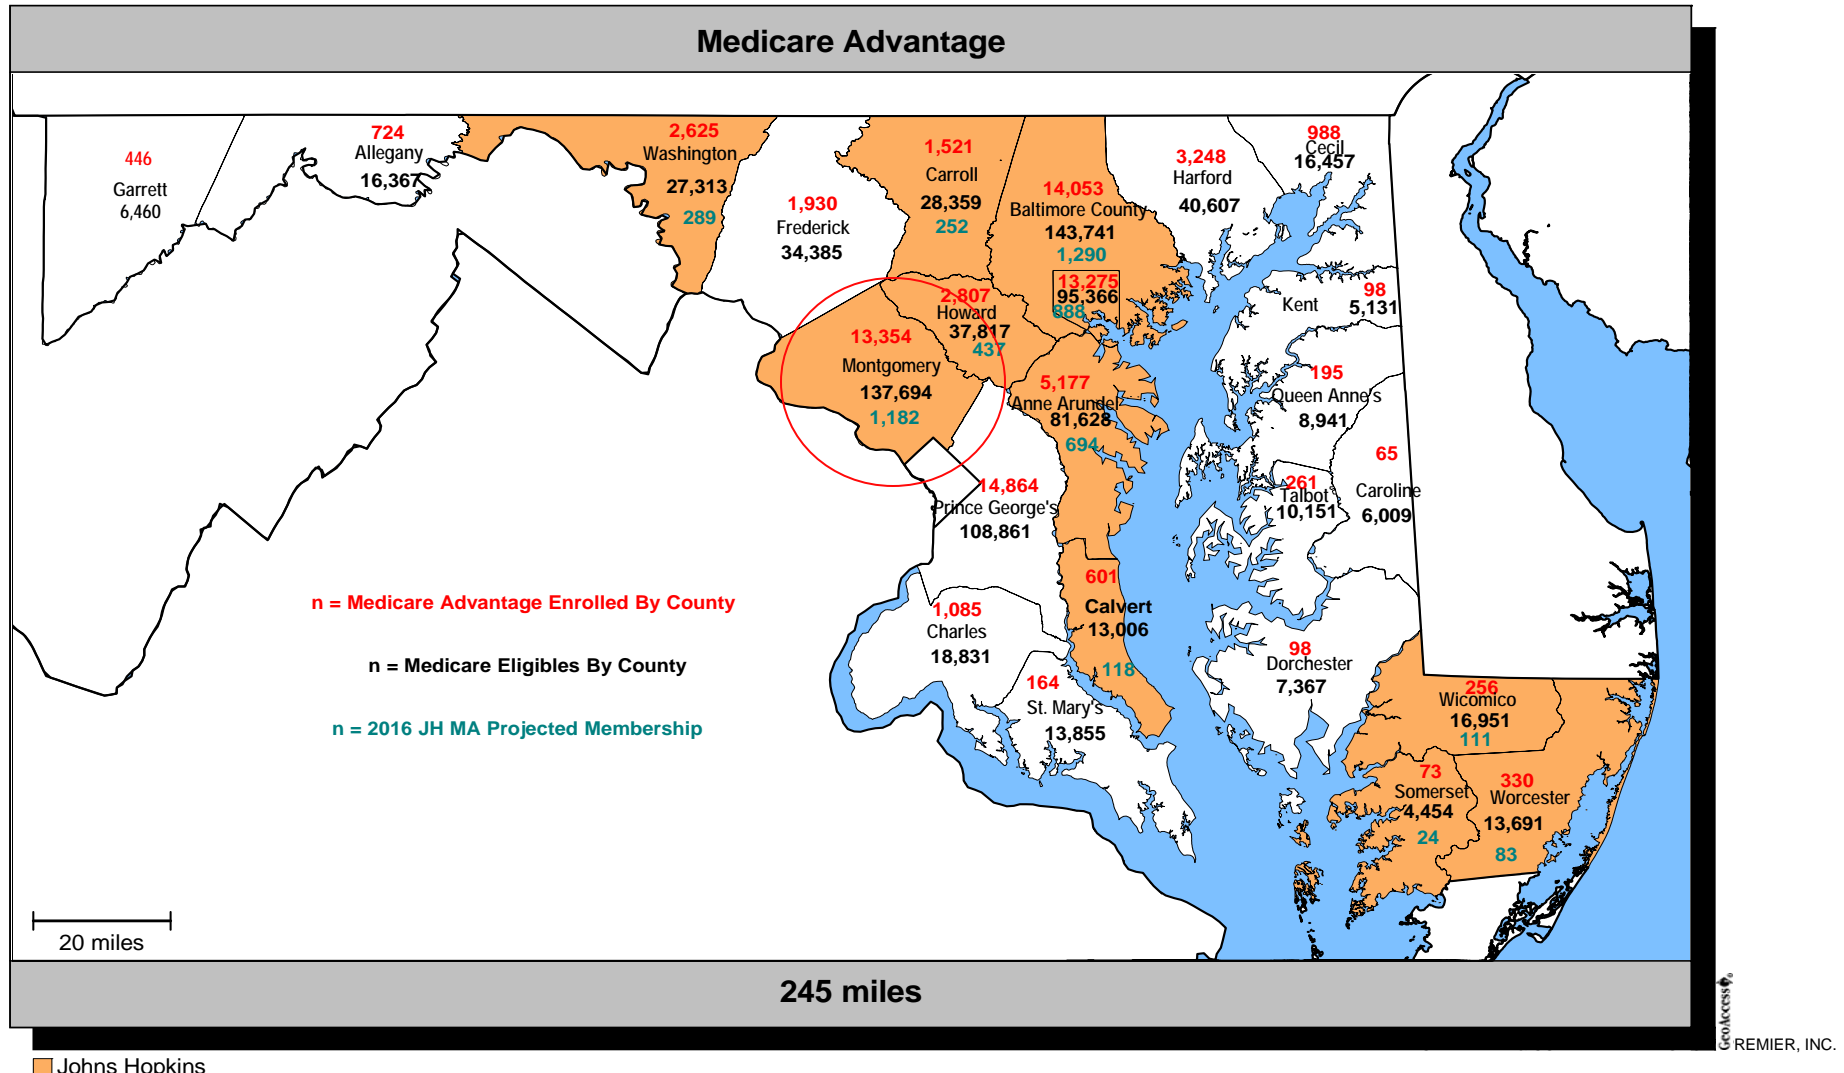 Medicare Advantage
446
Garrett
6,460
724
Allegany
16,367
2,625
Washington
27,313
289
1,930
Frederick
34,385
1,521
Carroll
28,359
252
14,053
Baltimore County
143,741
1,290
13,275
95,366
888
3,248
Harford
40,607
988
Cecil
16,457
2,807
Howard
37,817
437
13,354
Montgomery
137,694
1,182
5,177
Anne Arundel
81,628
694
98
Kent
5,131
195
Queen Anne's
8,941
65
Caroline
6,009
261
Talbot
10,151
14,864
Prince George's
108,861
601
Calvert
13,006
118
1,085
Charles
18,831
164
St. Mary's
13,855
98
Dorchester
7,367
256
Wicomico
16,951
111
73
Somerset
4,454
24
330
Worcester
13,691
83
n = Medicare Advantage Enrolled By County
n = Medicare Eligibles By County
n = 2016 JH MA Projected Membership
20 miles
245 miles
GeoAccess
REMIER, INC.
Johns Hopkins